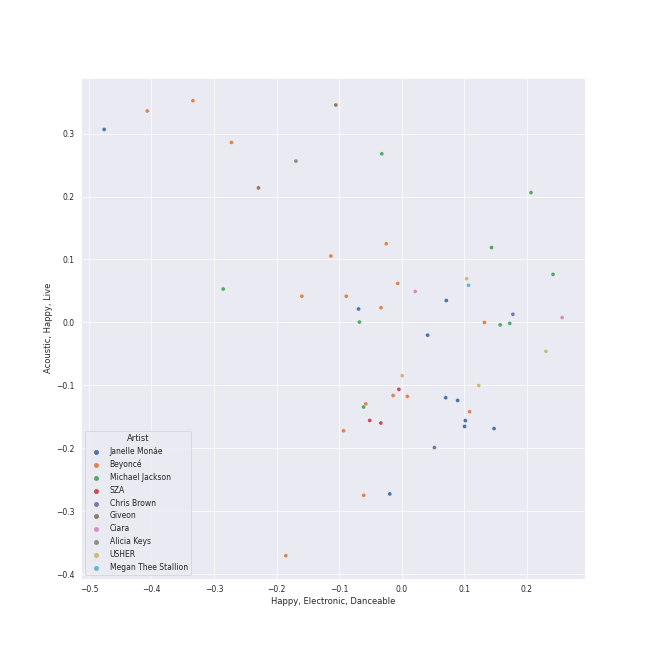 0.3
0.2
0.1
0.0
−0.1
−0.2
−0.3
−0.4
Acoustic, Happy, Live
Artist
Janelle Monáe
Beyoncé
Michael Jackson
SZA
Chris Brown
Giveon
Ciara
Alicia Keys
USHER
Megan Thee Stallion
−0.5 −0.4 −0.3 −0.2 −0.1 0.0 0.1 0.2
Happy, Electronic, Danceable